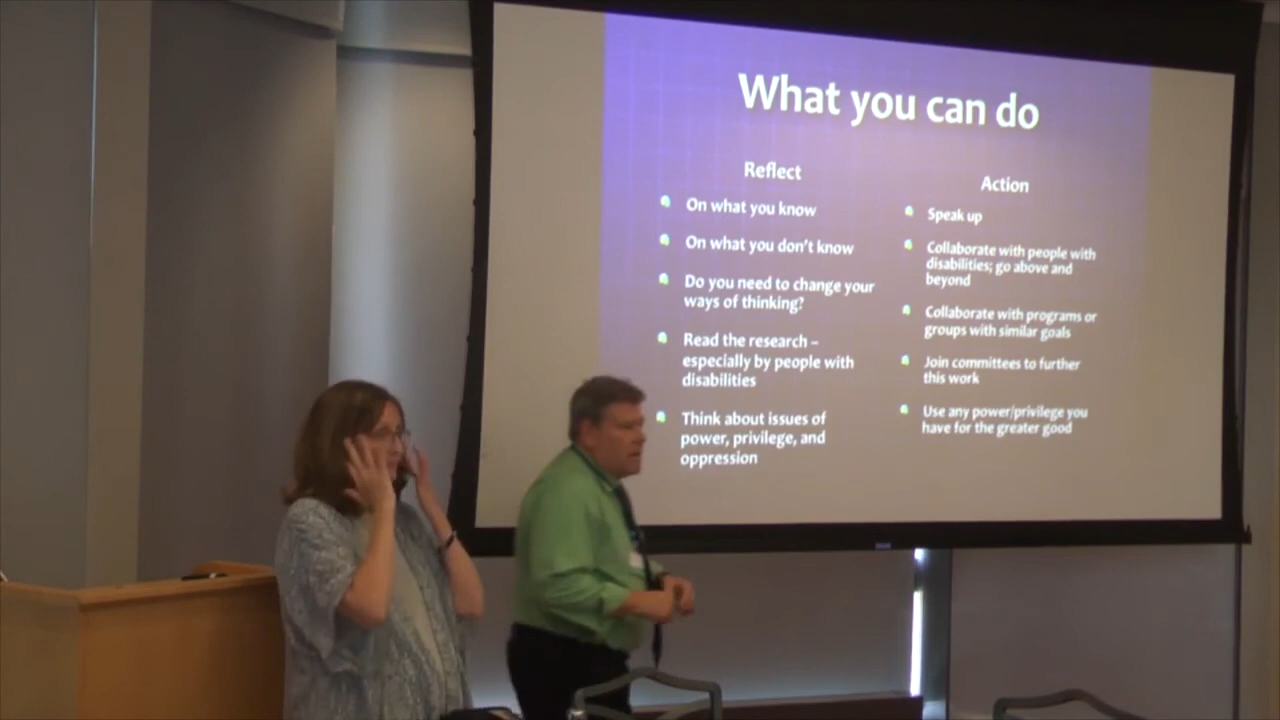 What you can do
Reflect
On what you know
On what you don't know
Do you need to change your
ways of thinking?
Read the research –
especially by people with
disabilities
Think about issues of
power, privilege, and
oppression
Action
Speak up
Collaborate with people with
disabilities; go above and
beyond
Collaborate with programs or
groups with similar goals
Join committees to further
this work
Use any power/privilege you
have for the greater good